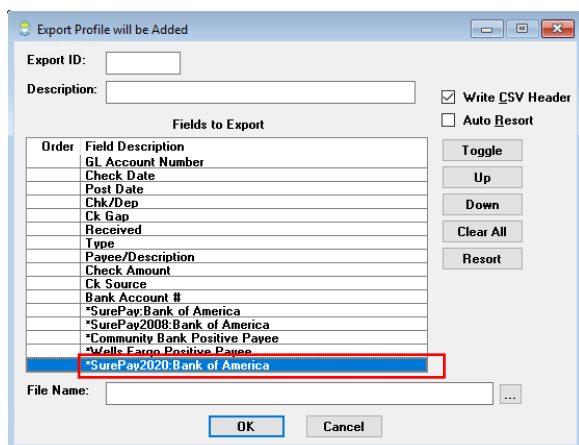 Export Profile will be Added
Export ID:
Description:
Write CSV Header
Auto Resort
Fields to Export
Order Field Description
GL Account Number
Check Date
Post Date
Chk/Dep
Ck Gap
Received
Type
Payee/Description
Check Amount
Ck Source
Bank Account #
*SurePay:Bank of America
*SurePay2008:Bank of America
*Community Bank Positive Payee
*Wells Fargo Positive Payee
*SurePay2020:Bank of America
Toggle
Up
Down
Clear All
Resort
File Name:
...
OK Cancel